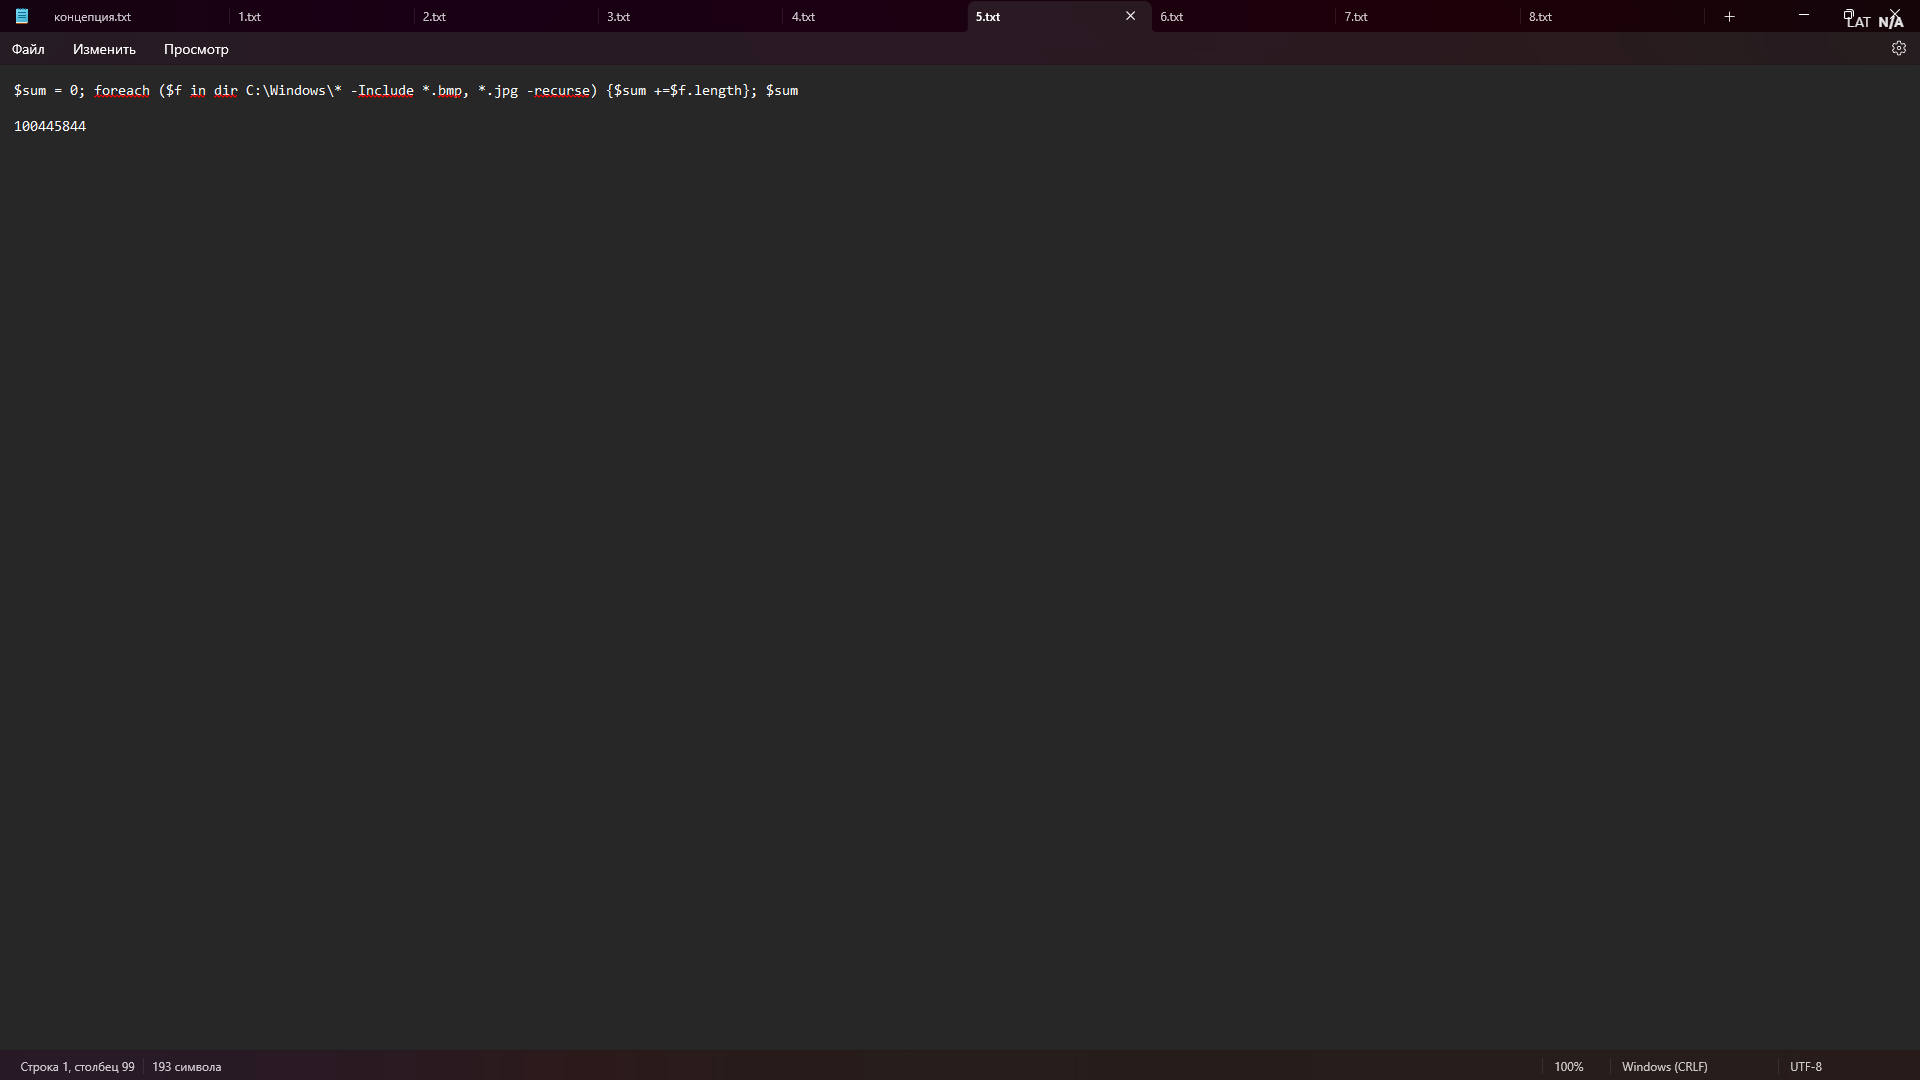 концепция.txt 1.txt 2.txt 3.txt 4.txt 5.txt 6.txt 7.txt 8.txt
LAT N/A
Файл Изменить Просмотр
$sum = 0; foreach ($f in dir C:\Windows\* -Include *.bmp, *.jpg -recurse) {$sum +=$f.length}; $sum
100445844
Строка 1, столбец 99 193 символа 100% Windows (CRLF) UTF-8